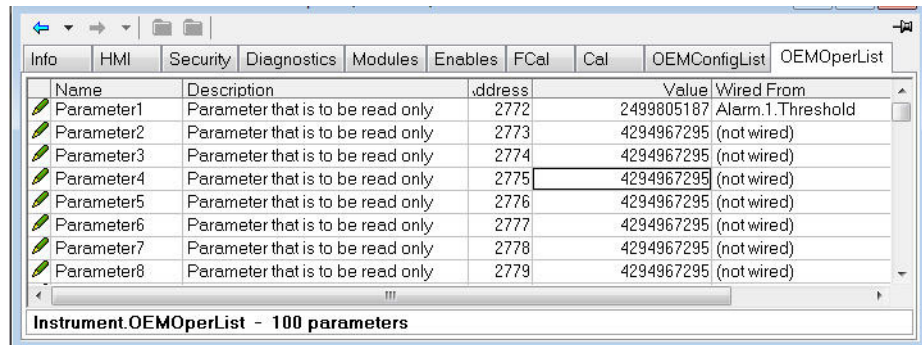 Info HMI Security Diagnostics Modules Enables FCal Cal OEMConfigList OEMOperList
Name Description ddress Value Wired From
Parameter1 Parameter that is to be read only 2772 2499805187 Alarm.1.Threshold
Parameter2 Parameter that is to be read only 2773 4294967295 (not wired)
Parameter3 Parameter that is to be read only 2774 4294967295 (not wired)
Parameter4 Parameter that is to be read only 2775 4294967295 (not wired)
Parameter5 Parameter that is to be read only 2776 4294967295 (not wired)
Parameter6 Parameter that is to be read only 2777 4294967295 (not wired)
Parameter7 Parameter that is to be read only 2778 4294967295 (not wired)
Parameter8 Parameter that is to be read only 2779 4294967295 (not wired)
Instrument.OEMOperList - 100 parameters